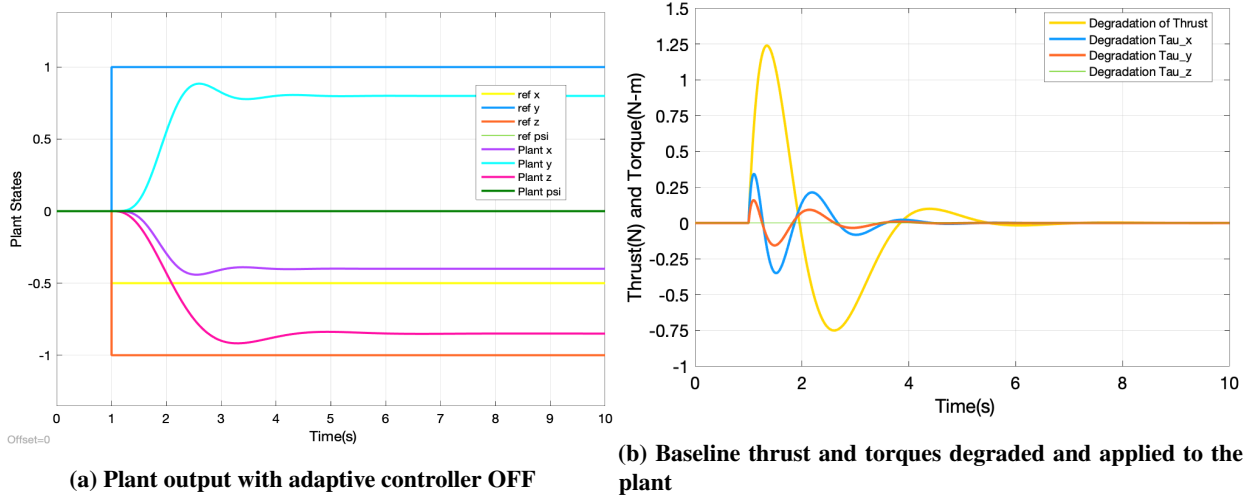 1
0.5
0
-0.5
-1
Plant States
ref x
ref y
ref z
ref psi
Plant x
Plant y
Plant z
Plant psi
0 1 2 3 4 5 6 7 8 9 10
Time(s)
Offset=0
(a) Plant output with adaptive controller OFF
1.5
1.25
1
0.75
0.5
0.25
0
-0.25
-0.5
-0.75
-1
Thrust(N) and Torque(N-m)
Degradation of Thrust
Degradation Tau_x
Degradation Tau_y
Degradation Tau_z
0 2 4 6 8 10
Time(s)
(b) Baseline thrust and torques degraded and applied to the
plant